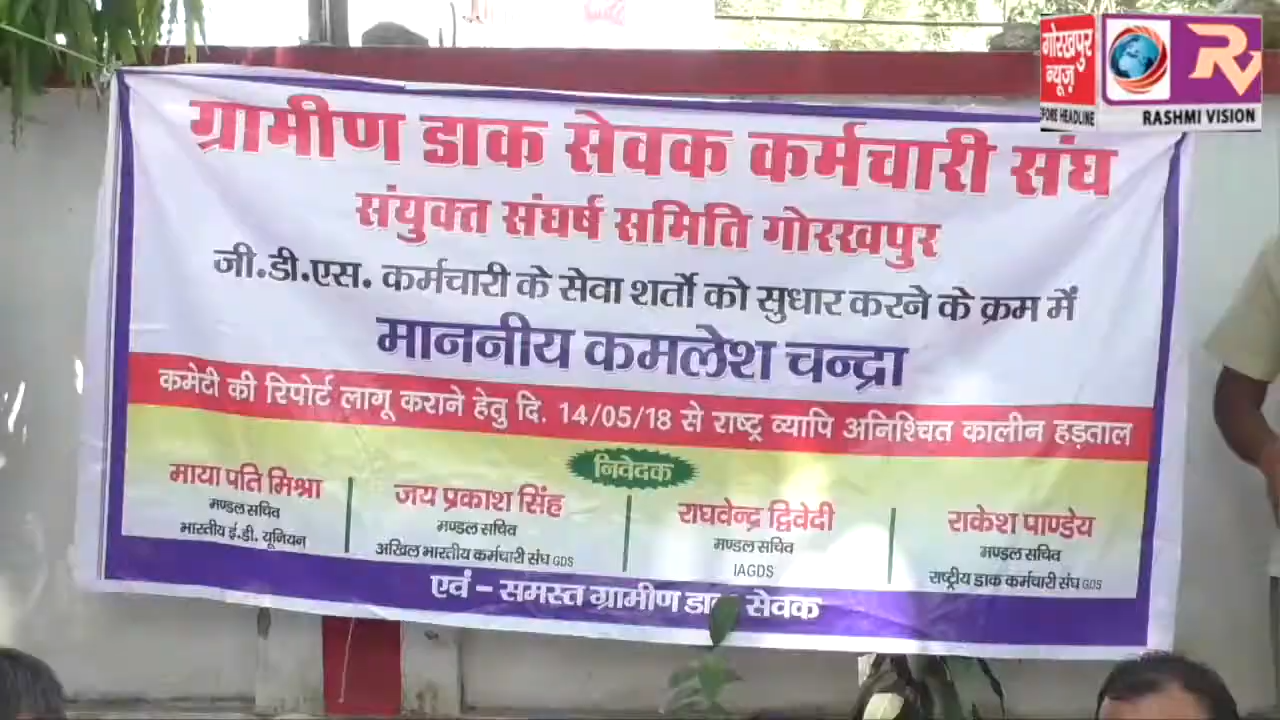 गोरखपुर
न्यूज़
RASHMI VISION
ग्रामीण डाक सेवक कर्मचारी संघ
संयुक्त संघर्ष समिति गोरखपुर
जी.डी.एस. कर्मचारी के सेवा शर्तो को सुधार करने के क्रम में
माननीय कमलेश चन्द्रा
कमेटी की रिपोर्ट लागू कराने हेतु दि. 14/05/18 से राष्ट्र व्यापि अनिश्चित कालीन हड़ताल
निवेदक
माया पति मिश्रा
मण्डल सचिव
भारतीय ई.डी. यूनियन
जय प्रकाश सिंह
मण्डल सचिव
अखिल भारतीय कर्मचारी संघ GDS
राघवेन्द्र द्विवेदी
मण्डल सचिव
IAGDS
राकेश पाण्डेय
मण्डल सचिव
राष्ट्रीय डाक कर्मचारी संघ GDS
एवं - समस्त ग्रामीण डाक सेवक